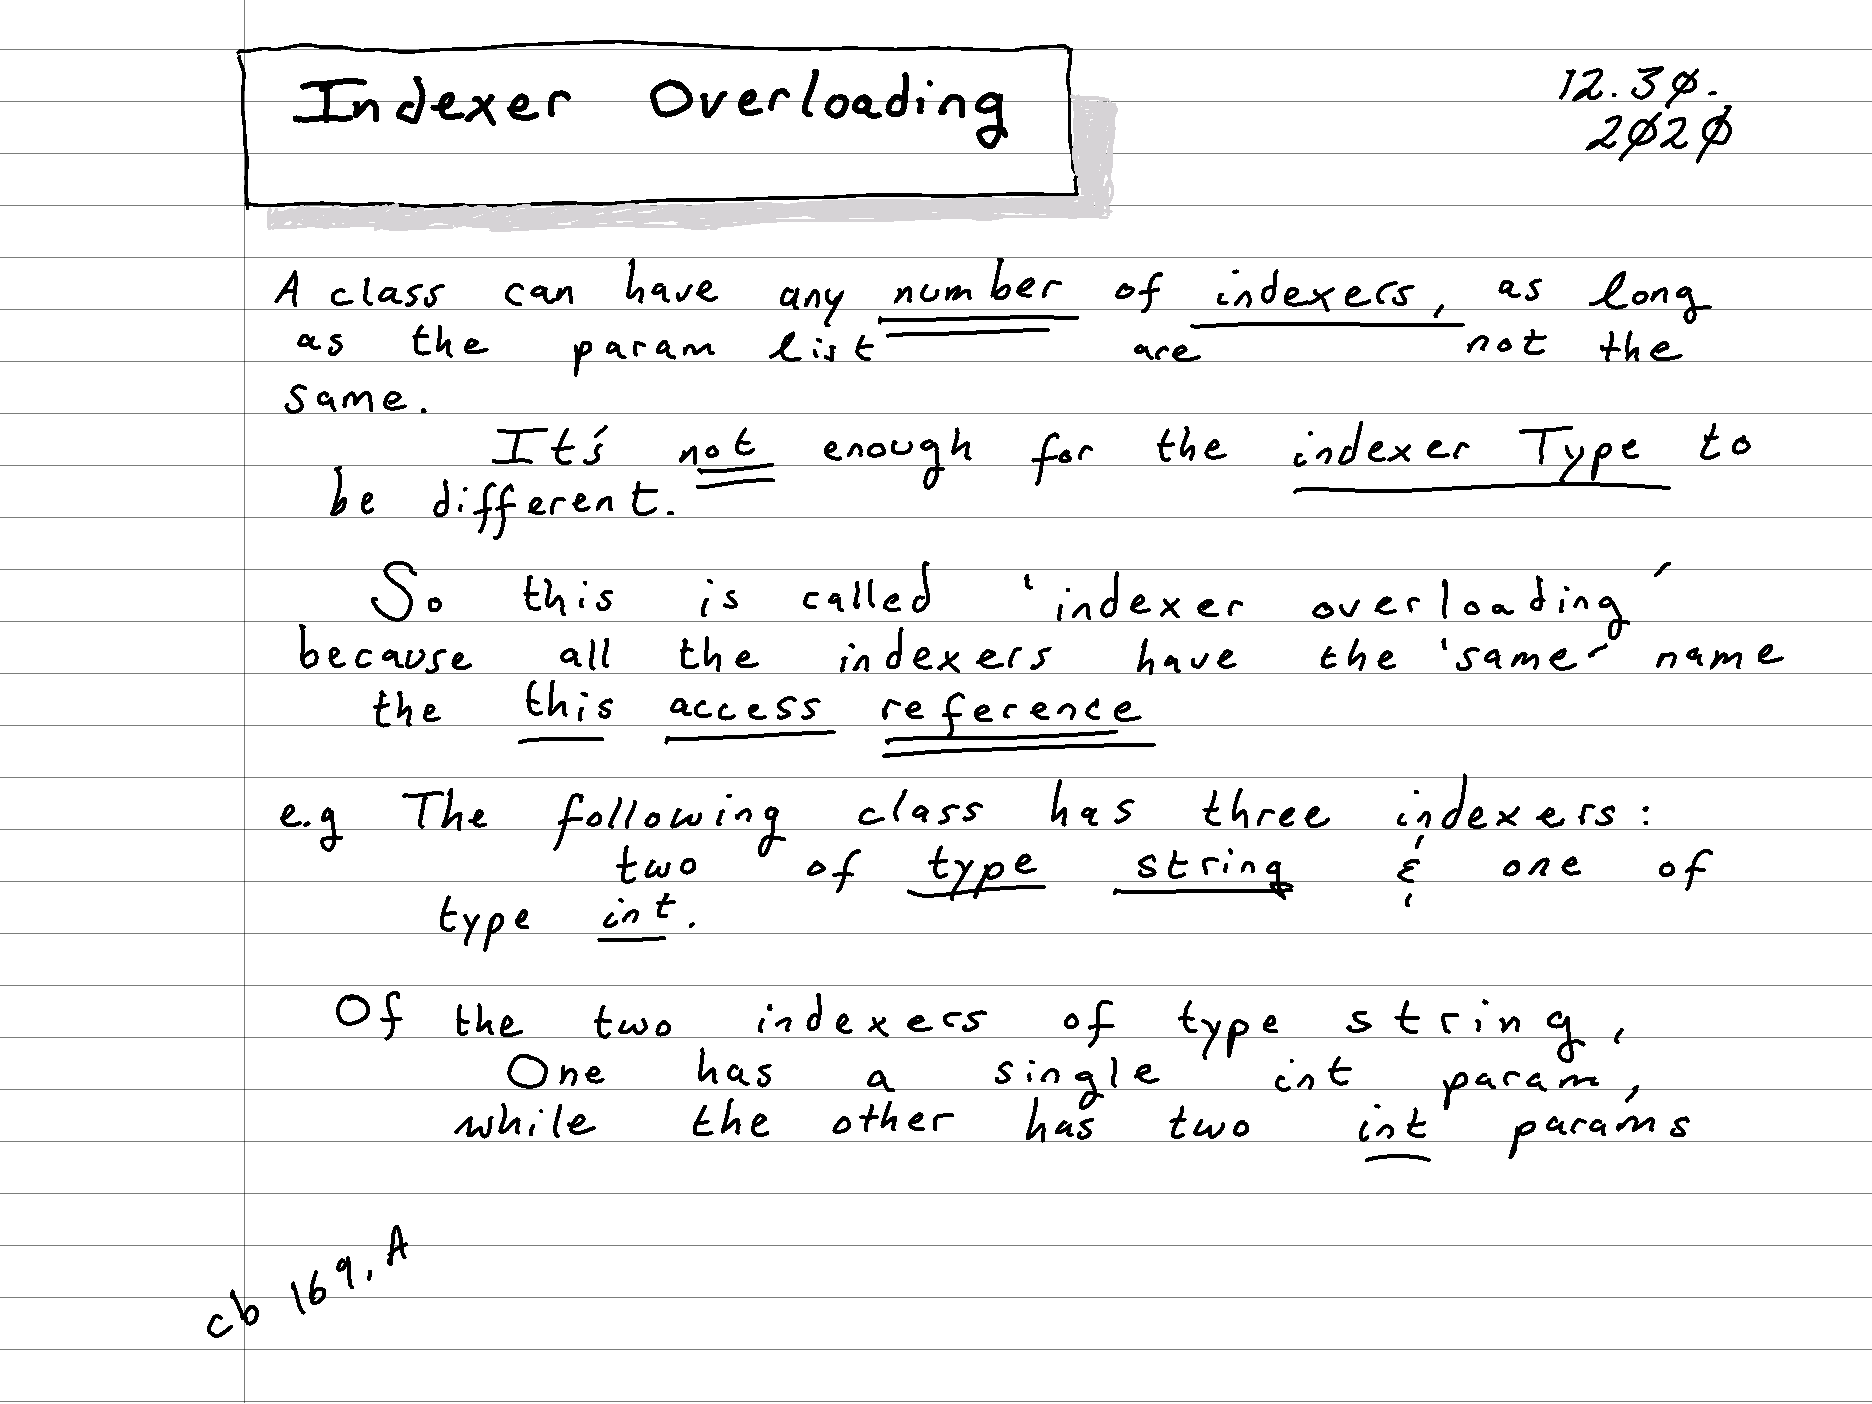 Indexer Overloading
12.30.
2020
A class can have any number of indexers, as long
as the param list are not the
same.
It's not enough for the indexer Type to
be different.
So this is called 'indexer overloading'
because all the indexers have the 'same' name
the this access reference
e.g The following class has three indexers:
two of type string & one of
type int.
Of the two indexers of type string,
One has a single int param,
while the other has two int params
cb 169, A